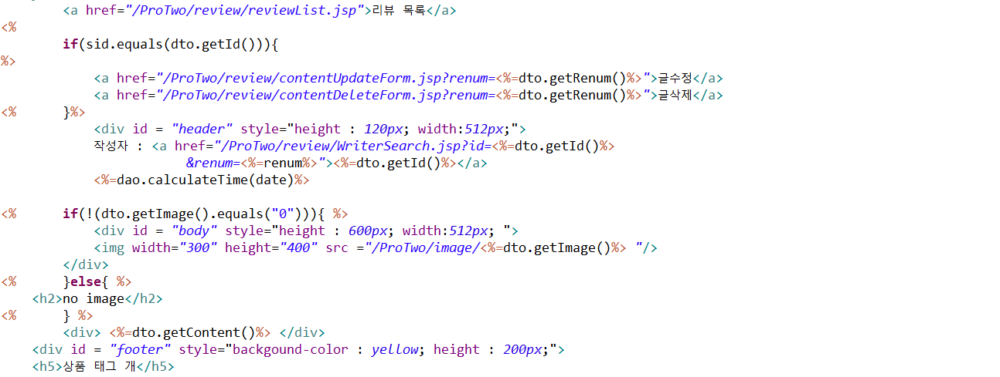 <a href="/ProTwo/review/reviewList.jsp">리뷰 목록</a>
<%
if(sid.equals(dto.getId())){
%>
<a href="/ProTwo/review/contentUpdateForm.jsp?renum=<%=dto.getRenum()%>">글수정</a>
<a href="/ProTwo/review/contentDeleteForm.jsp?renum=<%=dto.getRenum()%>">글삭제</a>
<% }%>
<div id = "header" style="height : 120px; width:512px;">
작성자 : <a href="/ProTwo/review/WriterSearch.jsp?id=<%=dto.getId()%>
&renum=<%=renum%>"><%=dto.getId()%></a>
<%=dao.calculateTime(date)%>
<% if(!(dto.getImage().equals("0"))){ %>
<div id = "body" style="height : 600px; width:512px; ">
<img width="300" height="400" src ="/ProTwo/image/<%=dto.getImage()%> "/>
</div>
<% }else{ %>
<h2>no image</h2>
<% } %>
<div> <%=dto.getContent()%> </div>
<div id = "footer" style="backgound-color : yellow; height : 200px;">
<h5>상품 태그 개</h5>